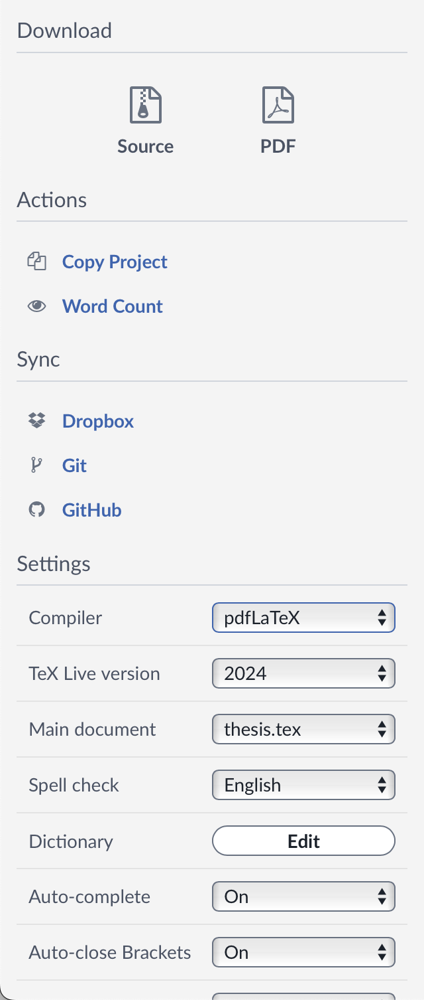 Download
Source PDF
Actions
Copy Project
Word Count
Sync
Dropbox
Git
GitHub
Settings
Compiler pdfLaTeX
TeX Live version 2024
Main document thesis.tex
Spell check English
Dictionary Edit
Auto-complete On
Auto-close Brackets On